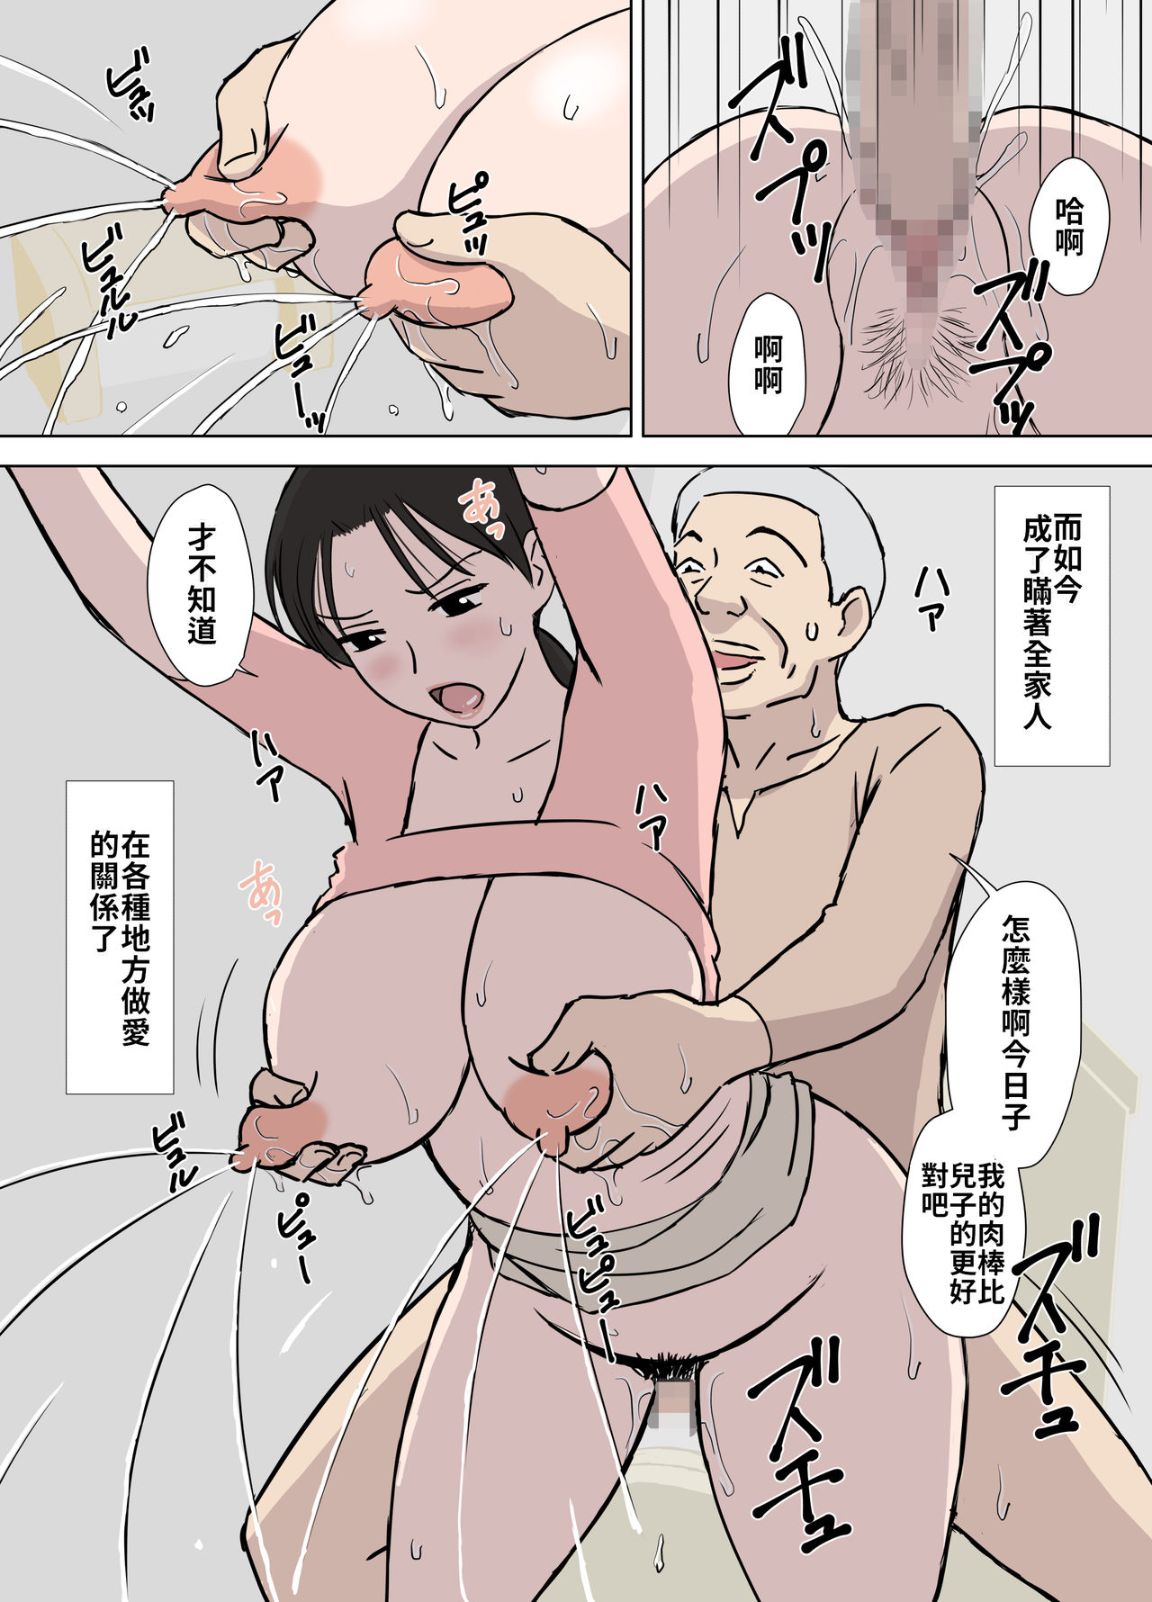 ズプッ
哈啊
ズプッ
啊啊
ビュッ
ピュッ
ビュルル
ビューッ
而如今
成了瞞著全家人
ハァ
あっ
才不知道
ハァ
ハァ
怎麼樣啊今日子
我的肉棒比
兒子的更好
對吧
在各種地方做愛
的關係了
あっ
ビュル
ピュー
ビュピュー
ズチュ
ズチュ